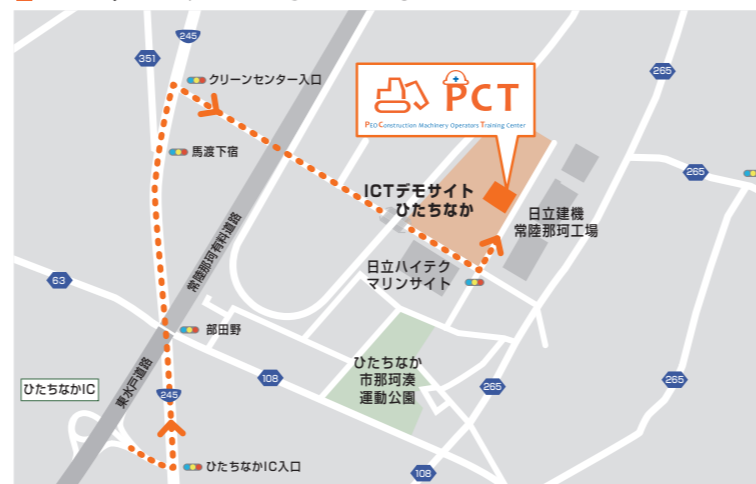 245
351
クリーンセンター入口
265
PCT
PEO Construction Machinery Operators Training Center
馬渡下宿
ICTデモサイト
ひたちなか
265
265
日立建機
常陸那珂工場
常陸那珂有料道路
日立ハイテク
マリンサイト
63
部田野
ひたちなか
市那珂湊
運動公園
108
265
265
東水戸道路
ひたちなかIC
245
ひたちなかIC入口
108